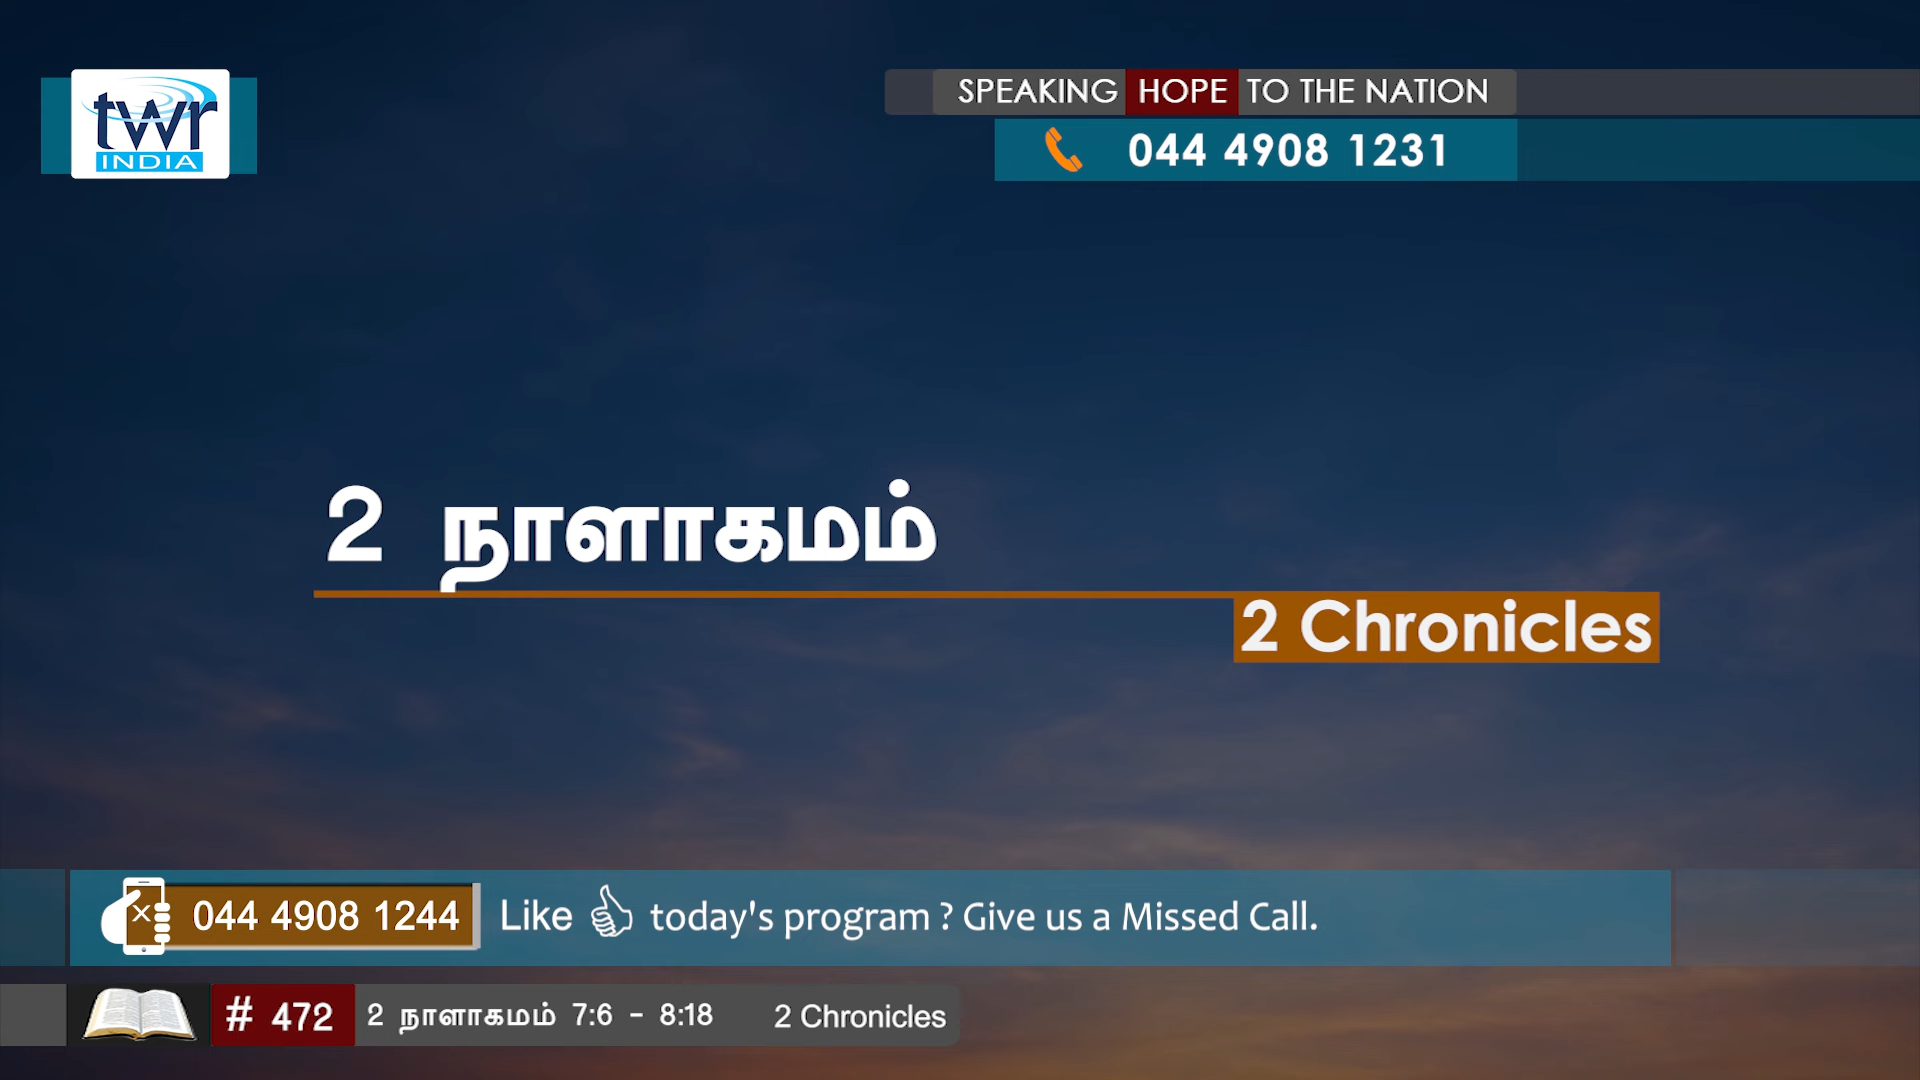 twr
INDIA
SPEAKING HOPE TO THE NATION
044 4908 1231
2 நாளாகமம்
2 Chronicles
044 4908 1244 Like today's program ? Give us a Missed Call.
# 472 2 நாளாகமம் 7:6 - 8:18 2 Chronicles